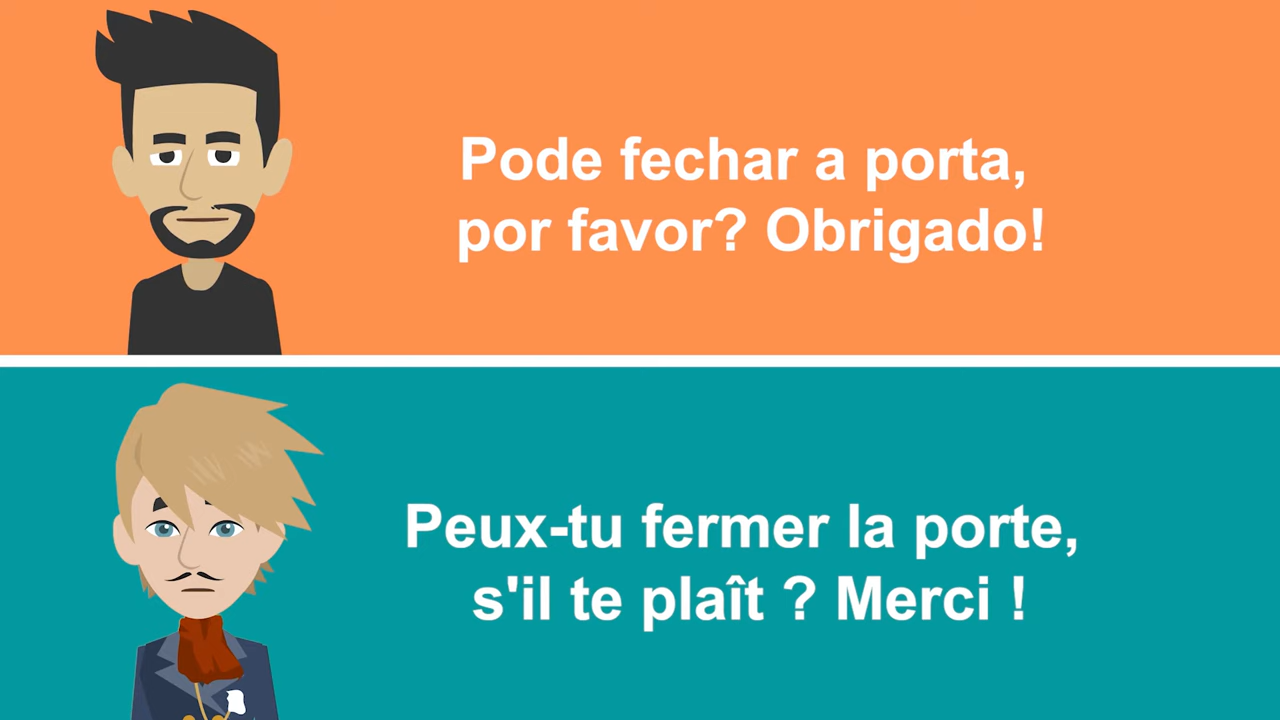 Pode fechar a porta,
por favor? Obrigado!
Peux-tu fermer la porte,
s'il te plaît ? Merci !